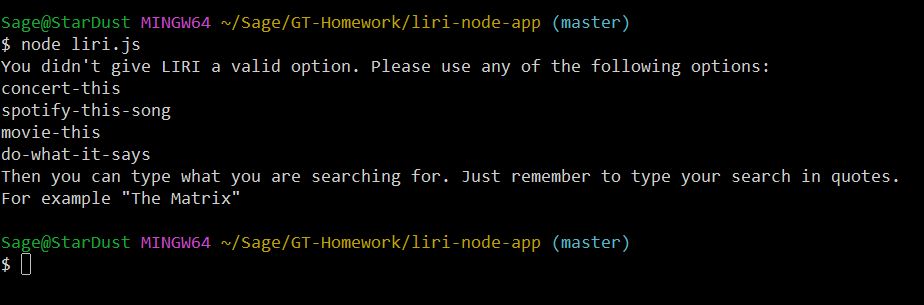 Sage@StarDust MINGW64 ~/Sage/GT-Homework/liri-node-app (master)
$ node liri.js
You didn't give LIRI a valid option. Please use any of the following options:
concert-this
spotify-this-song
movie-this
do-what-it-says
Then you can type what you are searching for. Just remember to type your search in quotes.
For example "The Matrix"
Sage@StarDust MINGW64 ~/Sage/GT-Homework/liri-node-app (master)
$